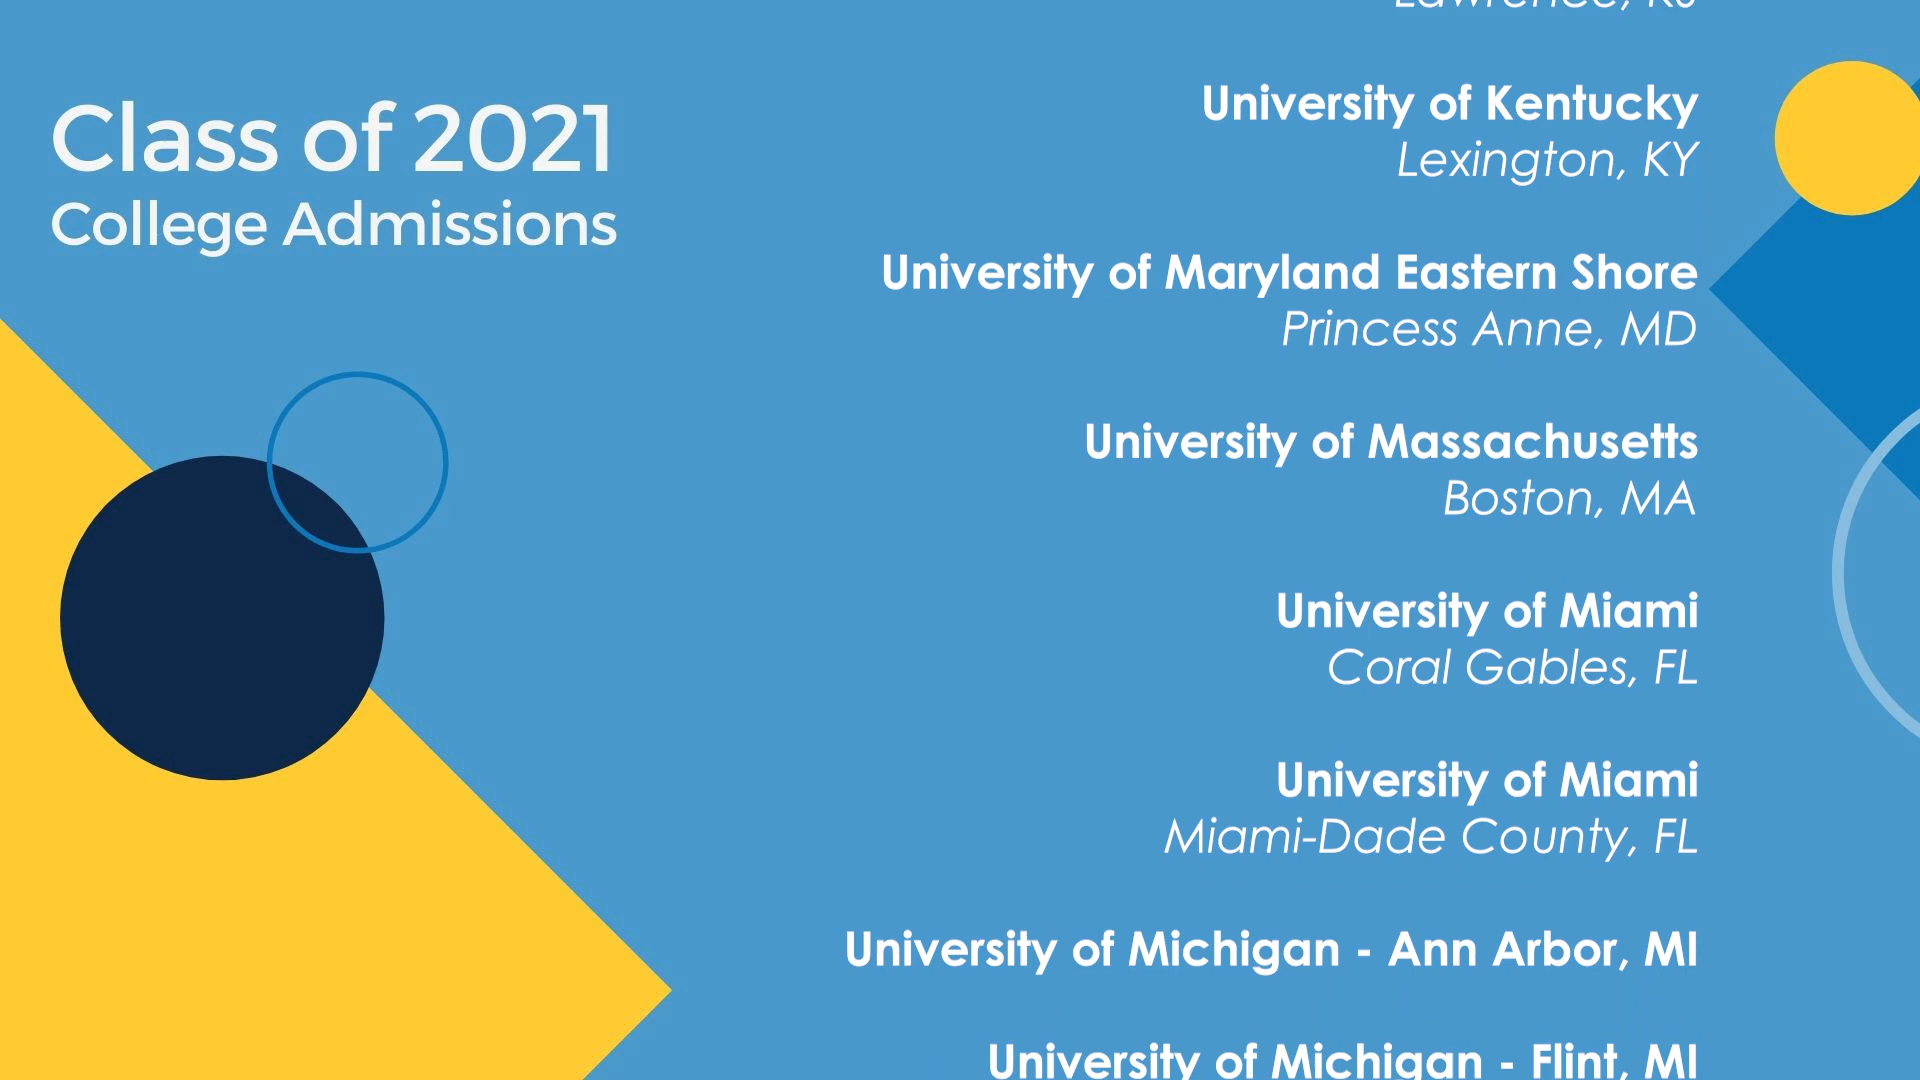 Class of 2021
College Admissions
Lawrence, KS
University of Kentucky
Lexington, KY
University of Maryland Eastern Shore
Princess Anne, MD
University of Massachusetts
Boston, MA
University of Miami
Coral Gables, FL
University of Miami
Miami-Dade County, FL
University of Michigan - Ann Arbor, MI
University of Michigan - Flint, MI